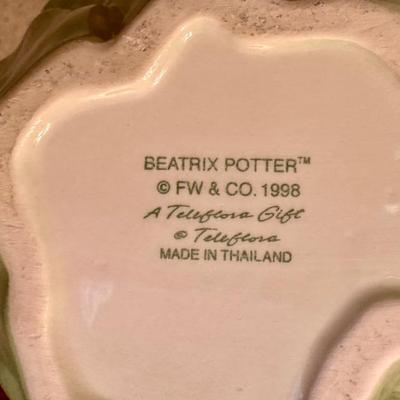 BEATRIX POTTER™
© FW & CO. 1998
A Teleflora Gift
© Teleflora
MADE IN THAILAND